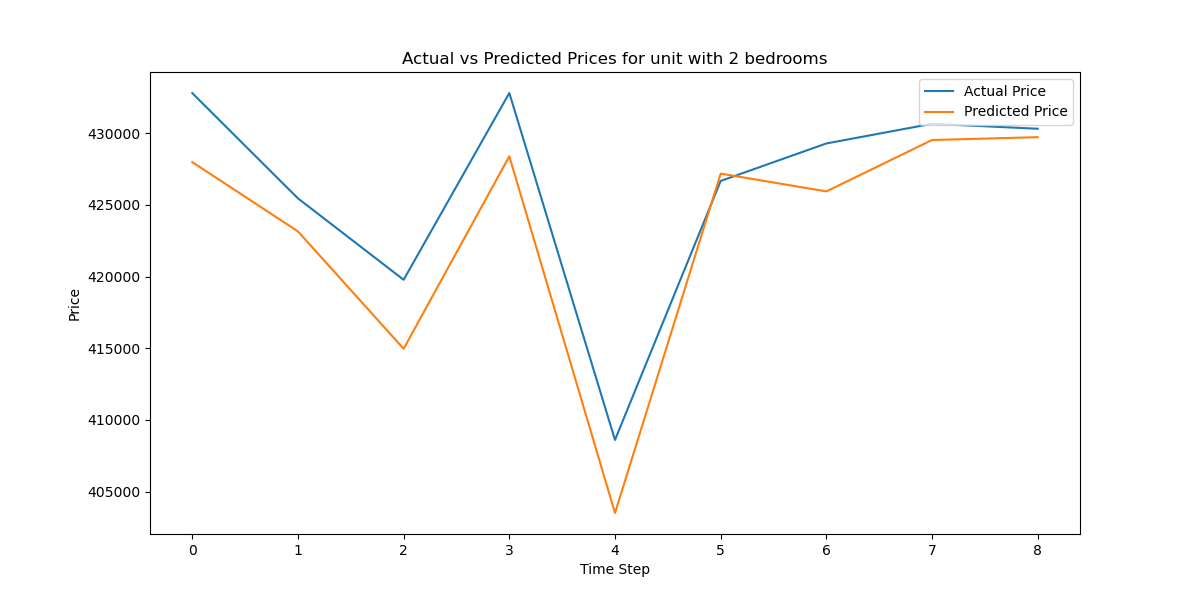 Actual vs Predicted Prices for unit with 2 bedrooms
Actual Price
Predicted Price
430000
425000
420000
415000
410000
405000
Price
0 1 2 3 4 5 6 7 8
Time Step